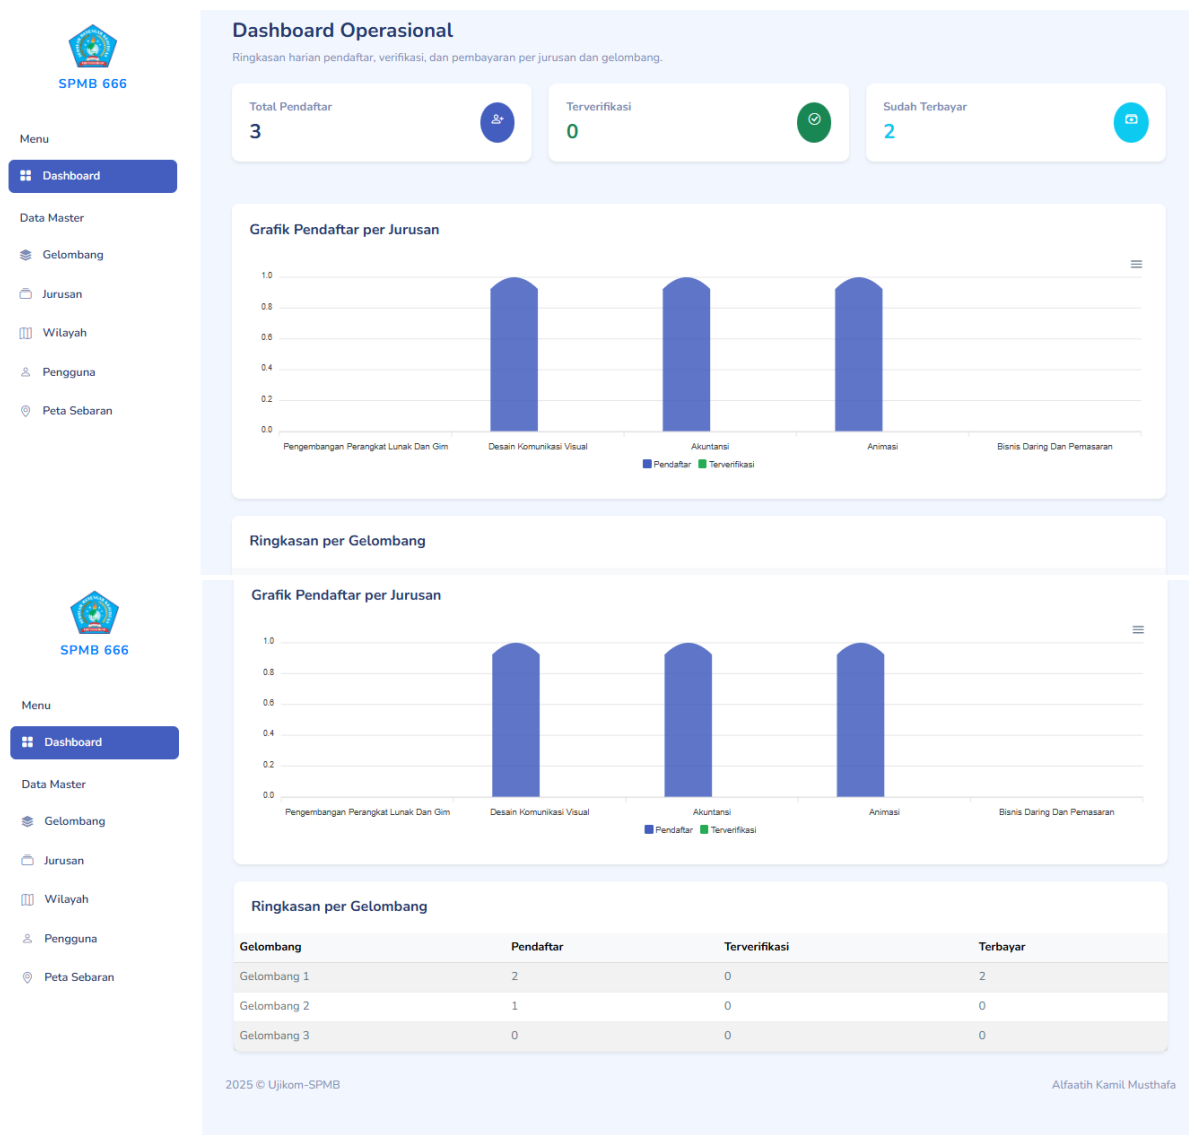 SPMB 666
Menu
Dashboard
Data Master
Gelombang
Jurusan
Wilayah
Pengguna
Peta Sebaran
Dashboard Operasional
Ringkasan harian pendaftar, verifikasi, dan pembayaran per jurusan dan gelombang.
Total Pendaftar
3
Terverifikasi
0
Sudah Terbayar
2
Grafik Pendaftar per Jurusan
1.0
0.8
0.6
0.4
0.2
0.0
Pengembangan Perangkat Lunak Dan Gim Desain Komunikasi Visual Akuntansi Animasi Bisnis Daring Dan Pemasaran
Pendaftar Terverifikasi
Ringkasan per Gelombang
SPMB 666
Menu
Dashboard
Data Master
Gelombang
Jurusan
Wilayah
Pengguna
Peta Sebaran
Grafik Pendaftar per Jurusan
1.0
0.8
0.6
0.4
0.2
0.0
Pengembangan Perangkat Lunak Dan Gim Desain Komunikasi Visual Akuntansi Animasi Bisnis Daring Dan Pemasaran
Pendaftar Terverifikasi
Ringkasan per Gelombang
Gelombang Pendaftar Terverifikasi Terbayar
Gelombang 1 2 0 2
Gelombang 2 1 0 0
Gelombang 3 0 0 0
2025 © Ujikom-SPMB Alfaatih Kamil Musthafa